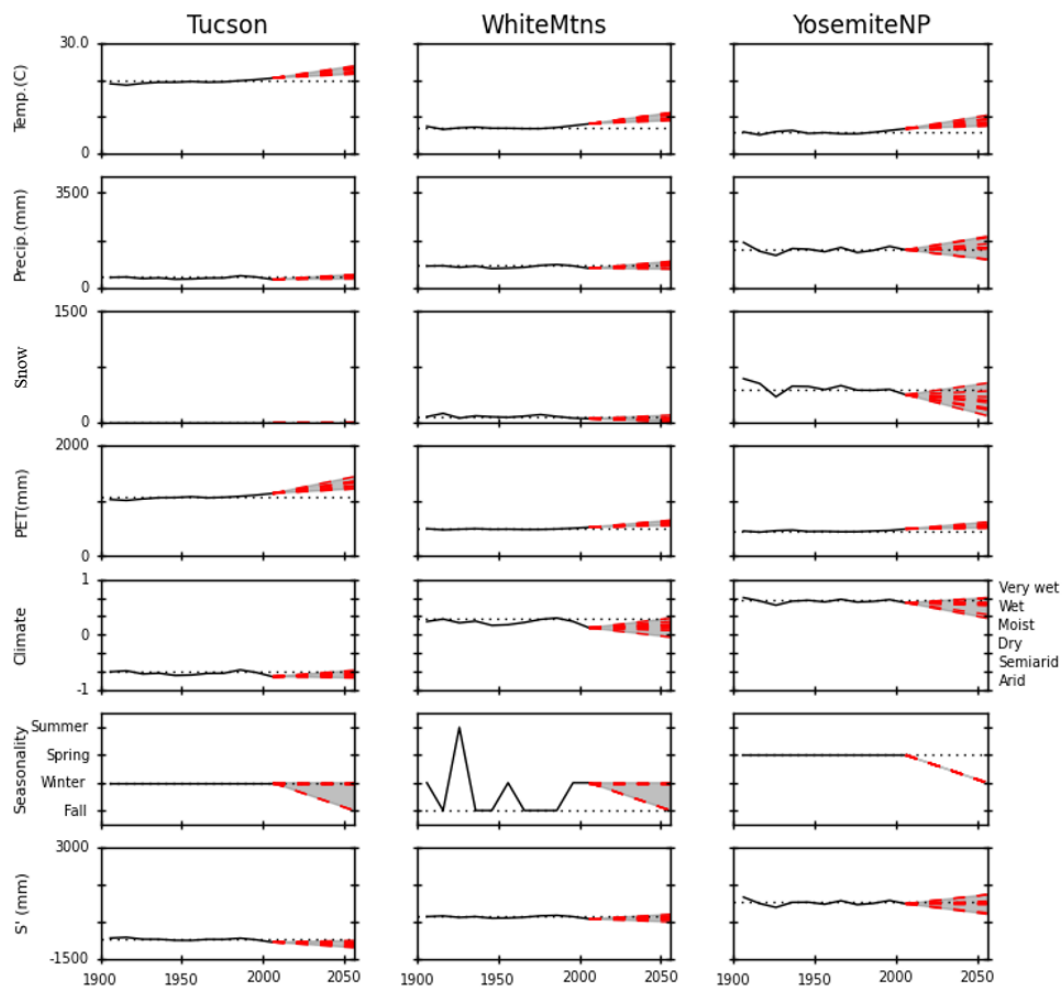 Tucson WhiteMtns YosemiteNP
30.0
Temp.(C)
0
3500
Precip.(mm)
0
1500
Snow
0
2000
PET(mm)
0
1
Climate
0
-1
Very wet
Wet
Moist
Dry
Semiarid
Arid
Seasonality
Summer
Spring
Winter
Fall
3000
S' (mm)
-1500
1900 1950 2000 2050 1900 1950 2000 2050 1900 1950 2000 2050